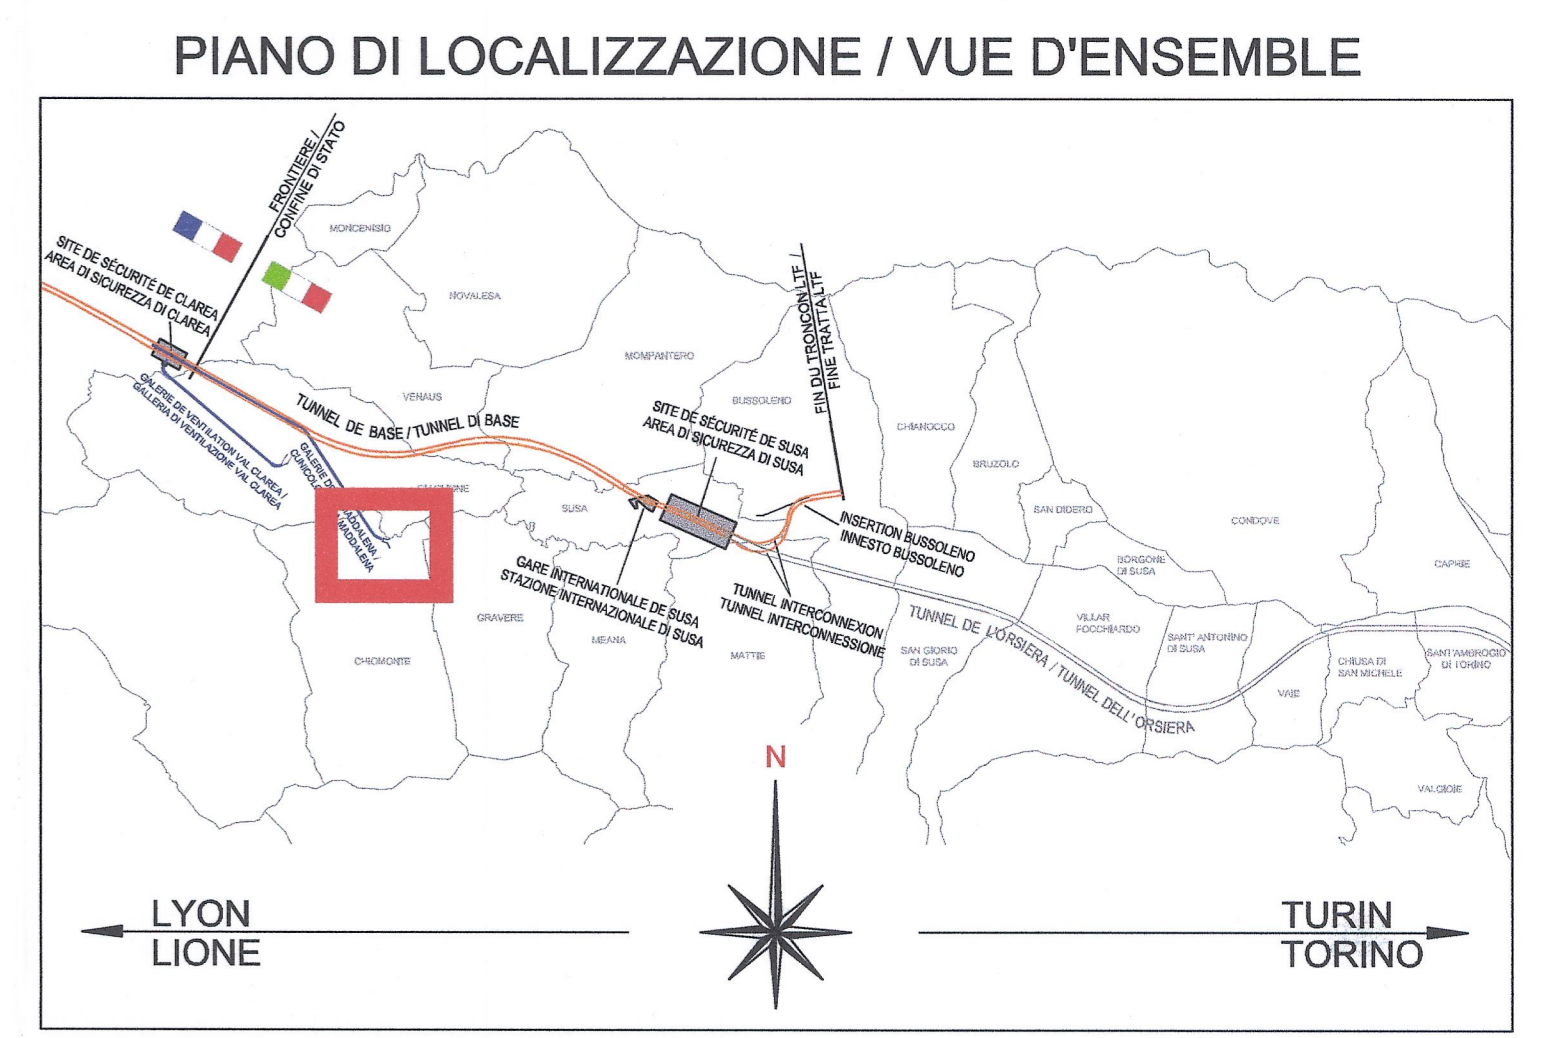 PIANO DI LOCALIZZAZIONE / VUE D'ENSEMBLE
FRONTIERE /
CONFINE DI STATO
MONCENISIO
SITE DE SÉCURITÉ DE CLAREA
AREA DI SICUREZZA DI CLAREA
NOVALESA
FIN DU TRONCON LTF /
FINE TRATTA LTF
MOMPANTERO
VENAUS
BUSSOLENO
TUNNEL DE BASE / TUNNEL DI BASE
GALERIE DE VENTILATION VAL CLAREA /
GALLERIA DI VENTILAZIONE VAL CLAREA
SITE DE SÉCURITÉ DE SUSA
AREA DI SICUREZZA DI SUSA
CHIANOCCO
BRUZOLO
GALERIE DE
CUNICOLO
MADDALENA /
MADDALENA
SUSA
SAN DIDERO
CONDOVE
INSERTION BUSSOLENO
INNESTO BUSSOLENO
BORGONE
DI SUSA
CAPRIE
GARE INTERNATIONALE DE SUSA
STAZIONE INTERNAZIONALE DI SUSA
TUNNEL INTERCONNEXION
TUNNEL INTERCONNESSIONE
GRAVERE
MEANA
MATTIE
TUNNEL DE L'ORSIERA / TUNNEL DELL'ORSIERA
VILLAR
FOCCHIARDO
SANT' ANTONINO
DI SUSA
SAN GIORIO
DI SUSA
CHIOMONTE
CHIUSA DI
SAN MICHELE
SANT'AMBROGIO
DI TORINO
VAIE
VALGIOIE
N
LYON
LIONE
TURIN
TORINO